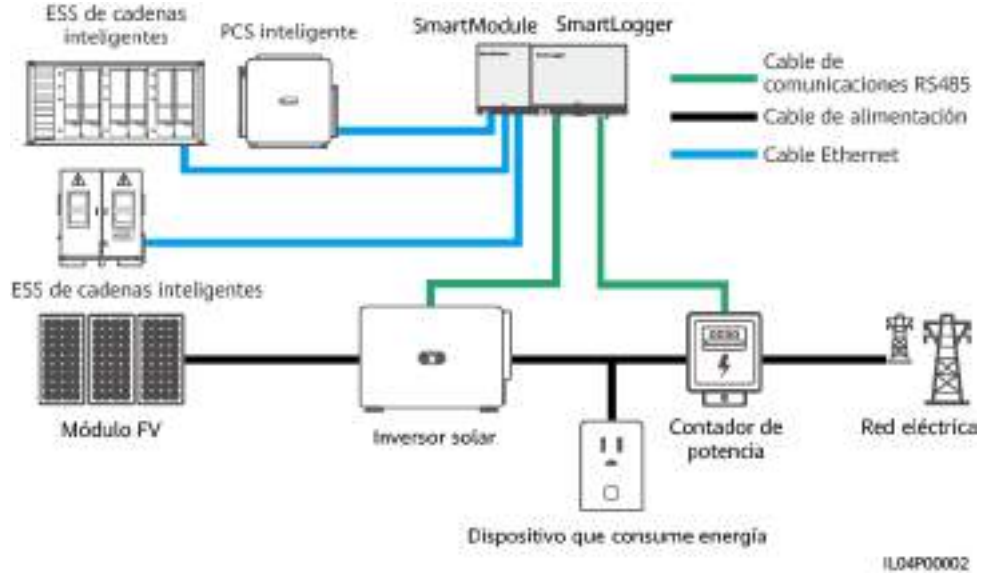 ESS de cadenas
inteligentes
PCS inteligente
SmartModule
SmartLogger
Cable de
comunicaciones RS485
Cable de alimentación
Cable Ethernet
ESS de cadenas inteligentes
Módulo FV
Inversor solar
Contador de
potencia
Red eléctrica
Dispositivo que consume energía
IL04P00002